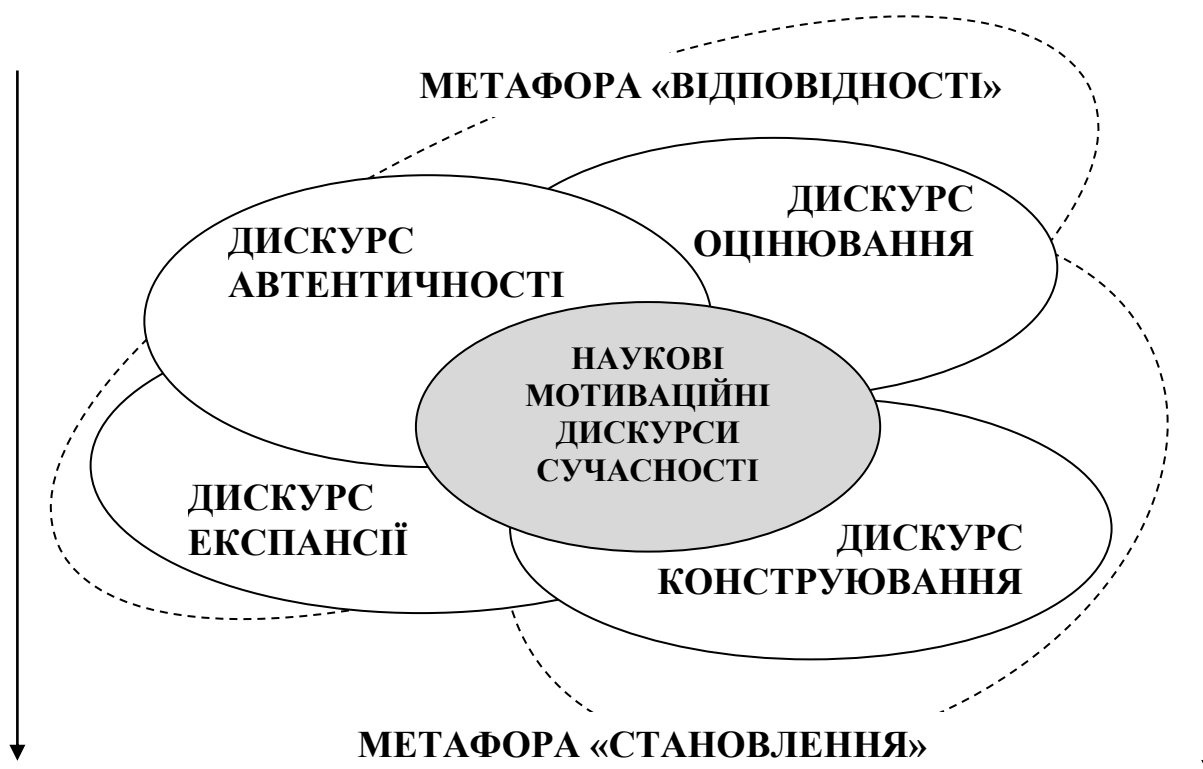 МЕТАФОРА «ВІДПОВІДНОСТІ»
ДИСКУРС
ОЦІНЮВАННЯ
ДИСКУРС
АВТЕНТИЧНОСТІ
НАУКОВІ
МОТИВАЦІЙНІ
ДИСКУРСИ
СУЧАСНОСТІ
ДИСКУРС
ЕКСПАНСІЇ
ДИСКУРС
КОНСТРУЮВАННЯ
МЕТАФОРА «СТАНОВЛЕННЯ»